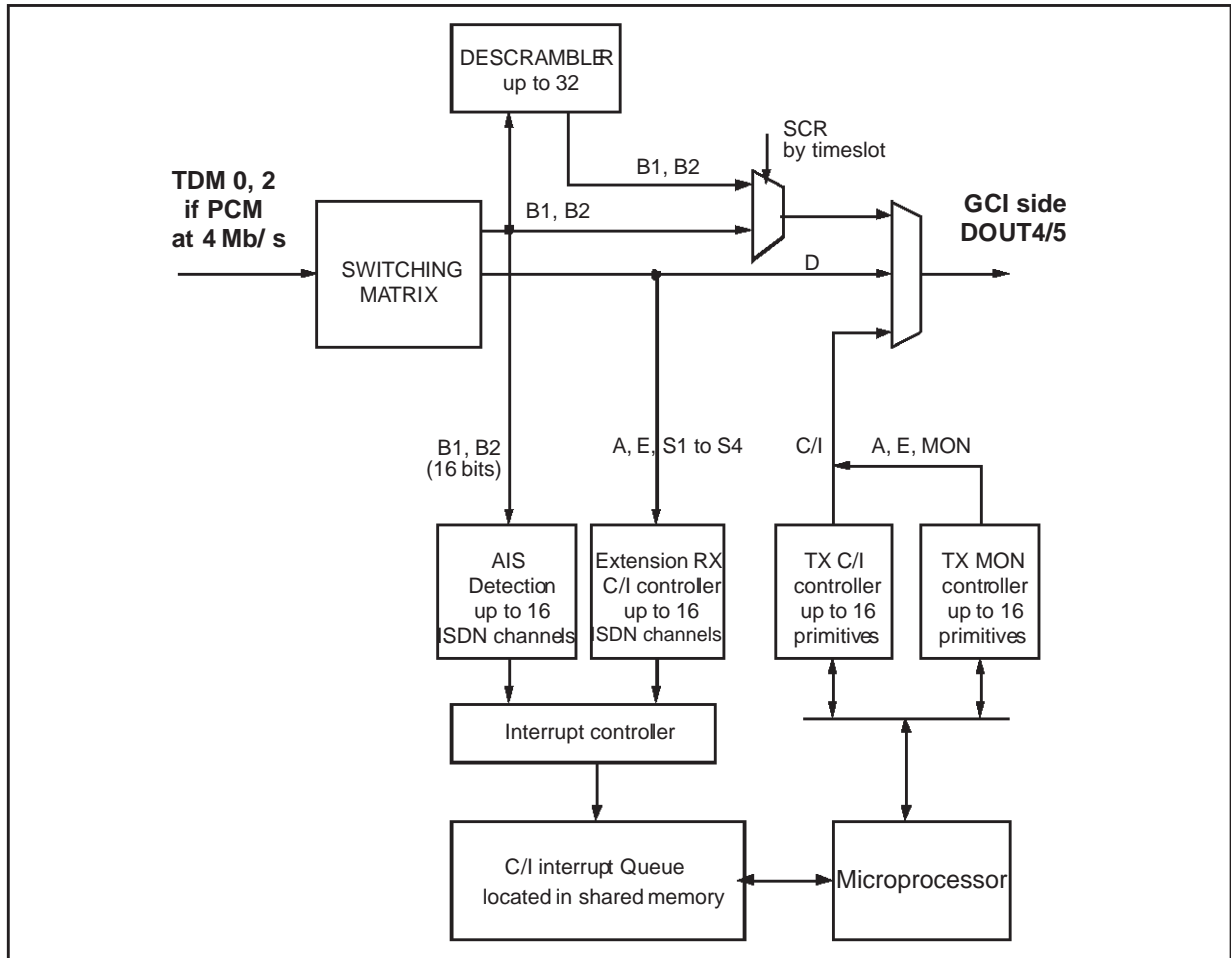 DESCRAMBLER
up to 32
SCR
by timeslot
B1, B2
TDM 0, 2
if PCM
at 4 Mb/ s
B1, B2
GCI side
DOUT4/5
SWITCHING
MATRIX
D
B1, B2
(16 bits)
A, E, S1 to S4
C/I
A, E, MON
AIS
Detection
up to 16
ISDN channels
Extension RX
C/I controller
up to 16
ISDN channels
TX C/I
controller
up to 16
primitives
TX MON
controller
up to 16
primitives
Interrupt controller
C/I interrupt Queue
located in shared memory
Microprocessor